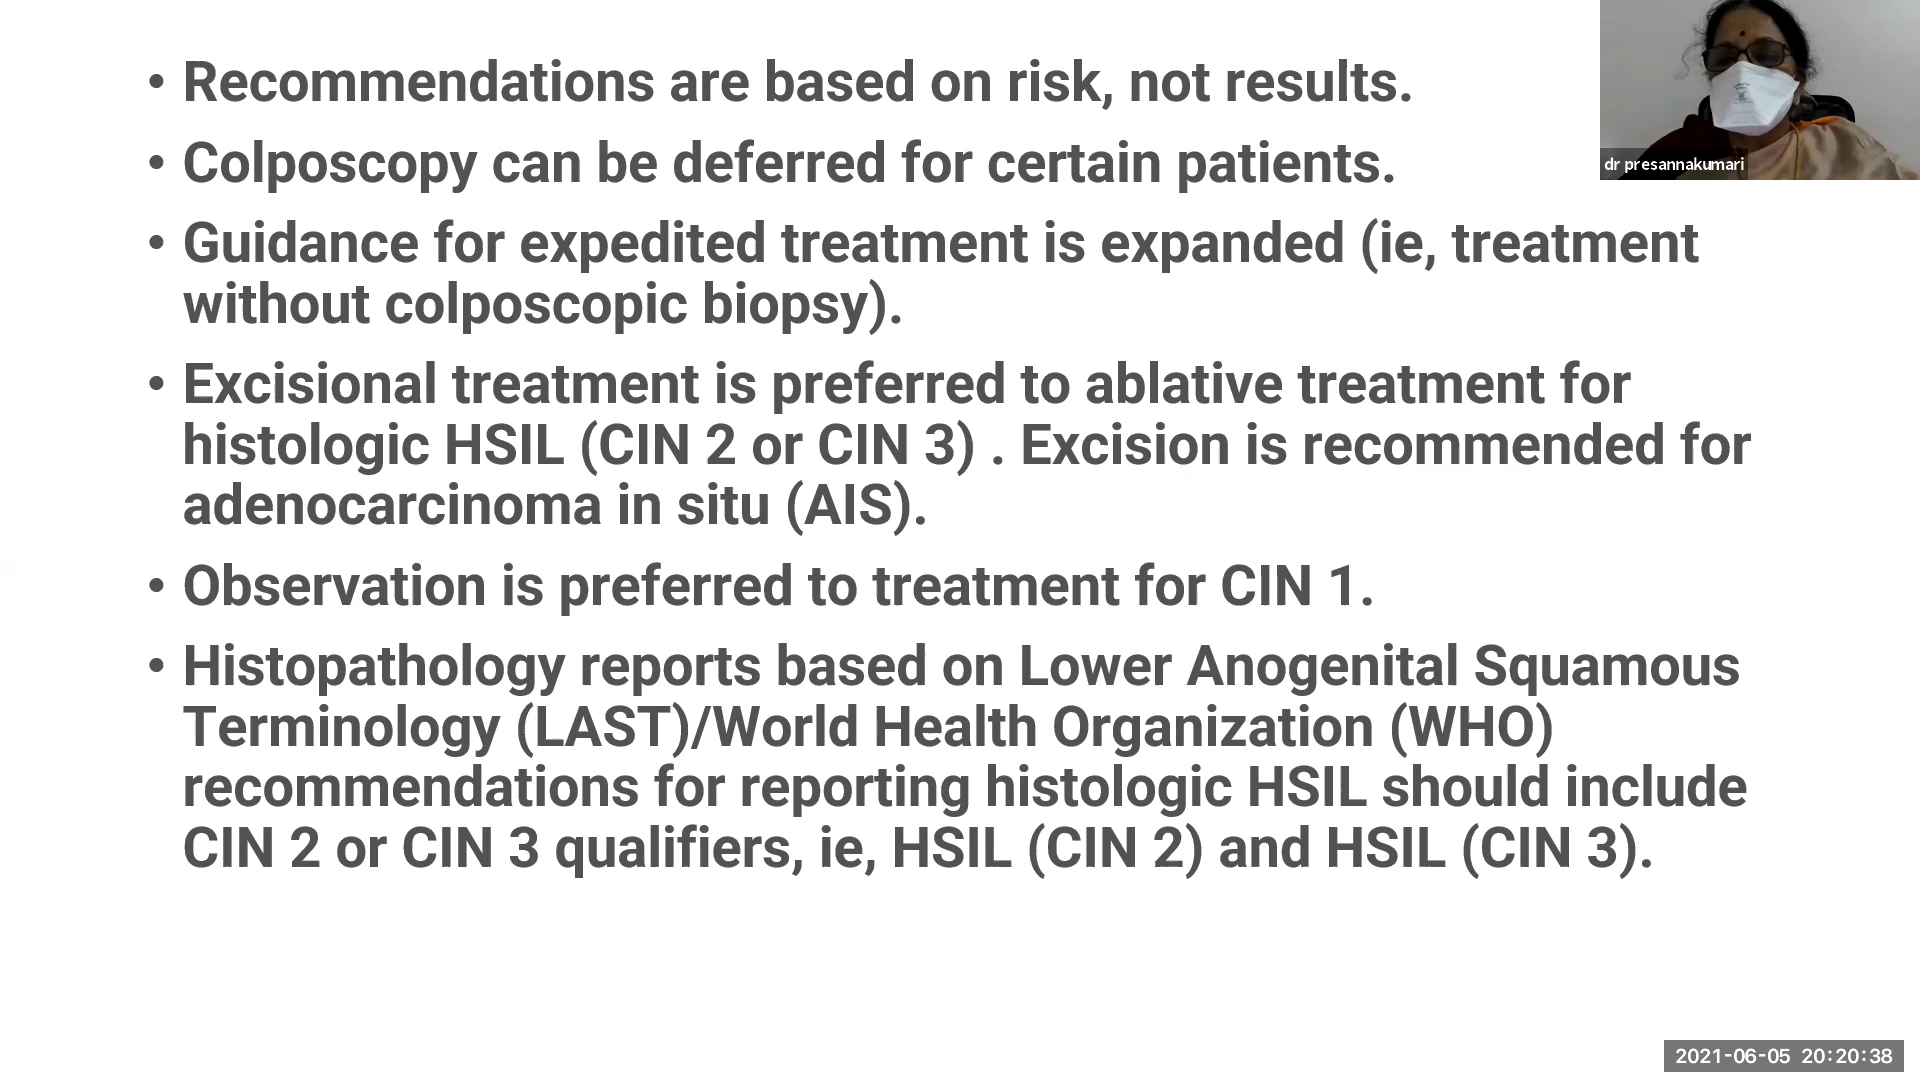 • Recommendations are based on risk, not results.
• Colposcopy can be deferred for certain patients.
• Guidance for expedited treatment is expanded (ie, treatment
without colposcopic biopsy).
• Excisional treatment is preferred to ablative treatment for
histologic HSIL (CIN 2 or CIN 3) . Excision is recommended for
adenocarcinoma in situ (AIS).
• Observation is preferred to treatment for CIN 1.
• Histopathology reports based on Lower Anogenital Squamous
Terminology (LAST)/World Health Organization (WHO)
recommendations for reporting histologic HSIL should include
CIN 2 or CIN 3 qualifiers, ie, HSIL (CIN 2) and HSIL (CIN 3).
dr presannakumari
2021-06-05 20:20:38